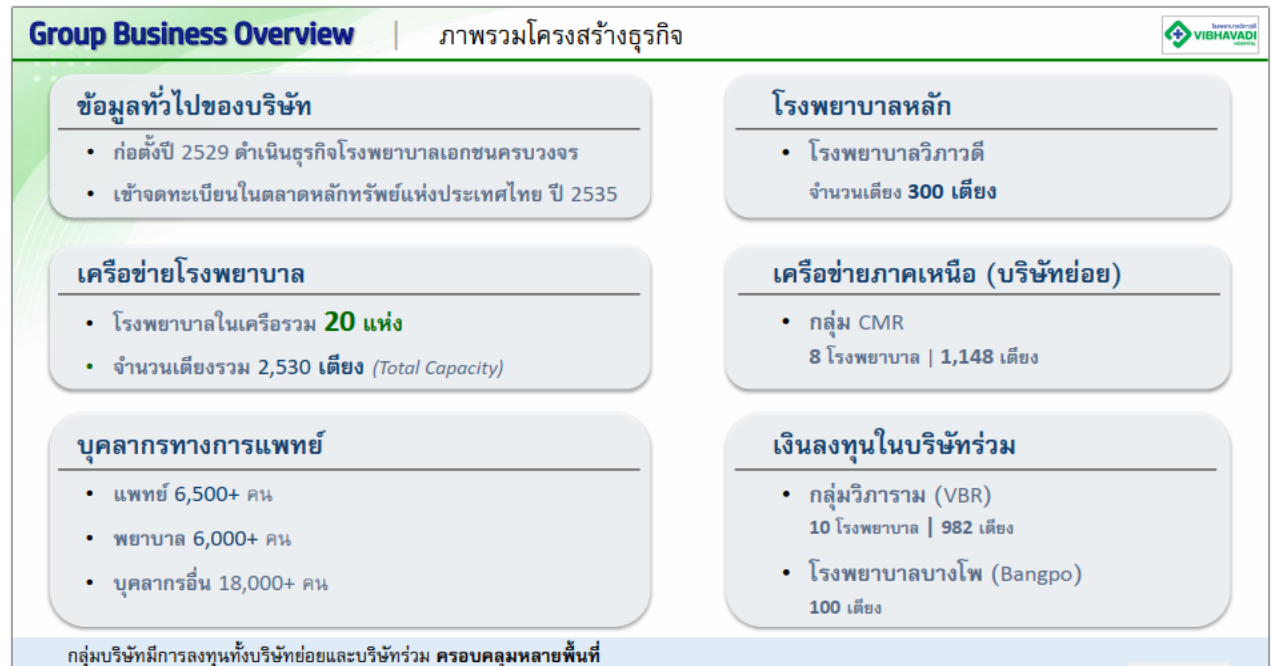 Group Business Overview | ภาพรวมโครงสร้างธุรกิจ
โรงพยาบาลวิภาวดี
VIBHAVADI
HOSPITAL
ข้อมูลทั่วไปของบริษัท
• ก่อตั้งปี 2529 ดำเนินธุรกิจโรงพยาบาลเอกชนครบวงจร
• เข้าจดทะเบียนในตลาดหลักทรัพย์แห่งประเทศไทย ปี 2535
โรงพยาบาลหลัก
• โรงพยาบาลวิภาวดี
จำนวนเตียง 300 เตียง
เครือข่ายโรงพยาบาล
• โรงพยาบาลในเครือรวม 20 แห่ง
• จำนวนเตียงรวม 2,530 เตียง (Total Capacity)
เครือข่ายภาคเหนือ (บริษัทย่อย)
• กลุ่ม CMR
8 โรงพยาบาล | 1,148 เตียง
บุคลากรทางการแพทย์
• แพทย์ 6,500+ คน
• พยาบาล 6,000+ คน
• บุคลากรอื่น 18,000+ คน
เงินลงทุนในบริษัทร่วม
• กลุ่มวิภาราม (VBR)
10 โรงพยาบาล | 982 เตียง
• โรงพยาบาลบางโพ (Bangpo)
100 เตียง
กลุ่มบริษัทมีการลงทุนทั้งบริษัทย่อยและบริษัทร่วม ครอบคลุมหลายพื้นที่